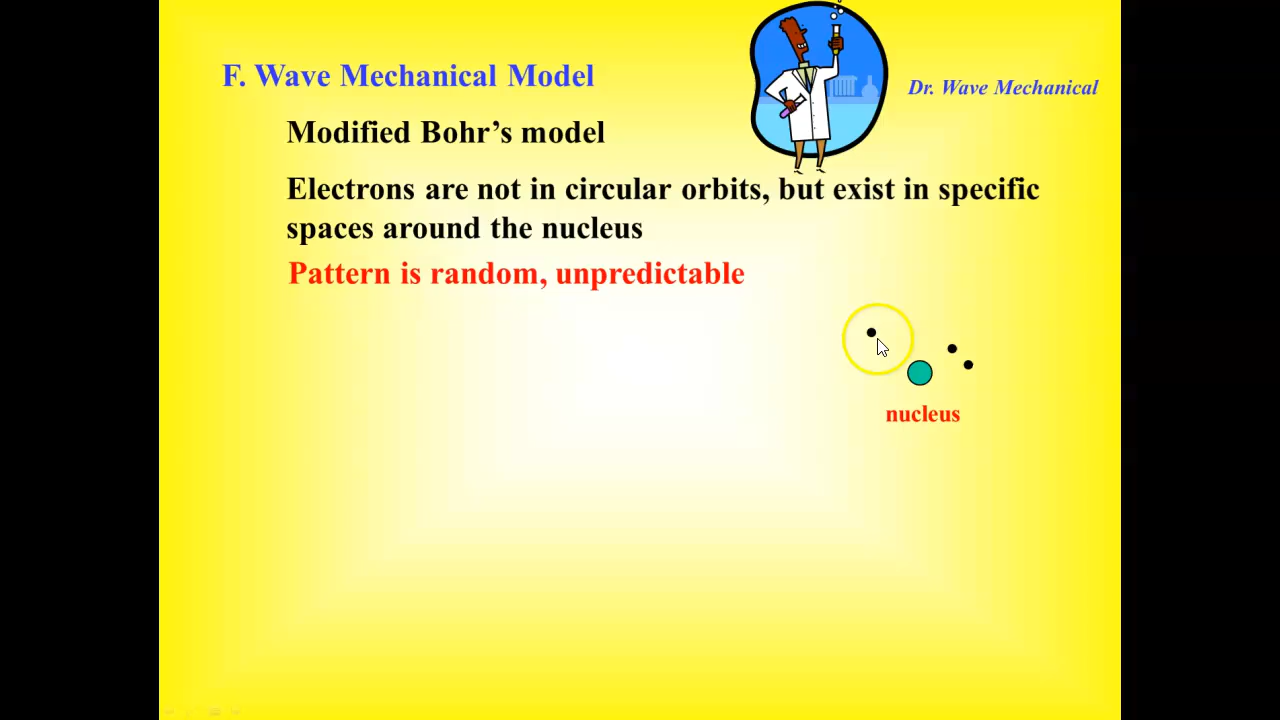 F. Wave Mechanical Model
Dr. Wave Mechanical
Modified Bohr’s model
Electrons are not in circular orbits, but exist in specific
spaces around the nucleus
Pattern is random, unpredictable
nucleus